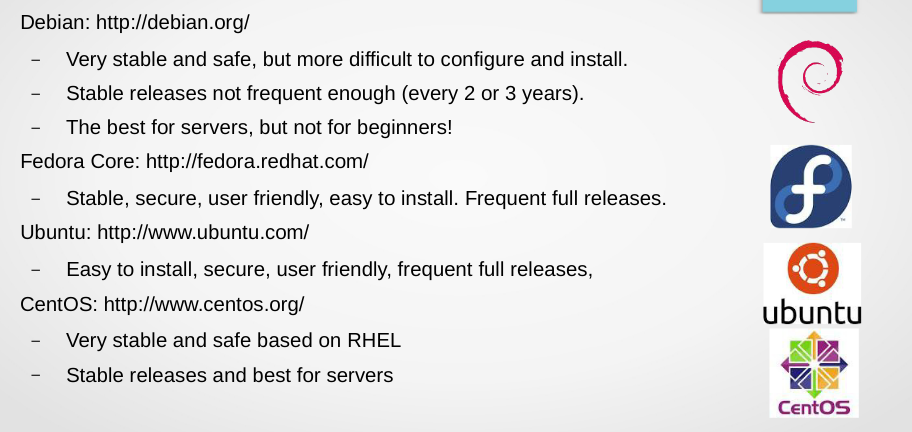 Debian: http://debian.org/
– Very stable and safe, but more difficult to configure and install.
– Stable releases not frequent enough (every 2 or 3 years).
– The best for servers, but not for beginners!
Fedora Core: http://fedora.redhat.com/
– Stable, secure, user friendly, easy to install. Frequent full releases.
Ubuntu: http://www.ubuntu.com/
– Easy to install, secure, user friendly, frequent full releases,
CentOS: http://www.centos.org/
– Very stable and safe based on RHEL
– Stable releases and best for servers
f
TM
ubuntu
CentOS